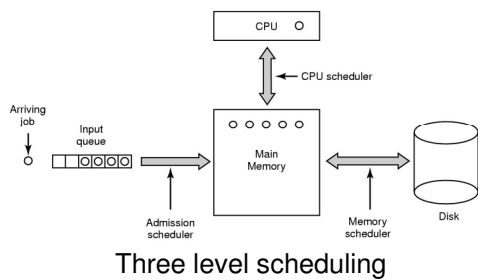 CPU
CPU scheduler
Arriving
job
Input
queue
Main
Memory
Admission
scheduler
Memory
scheduler
Disk
Three level scheduling